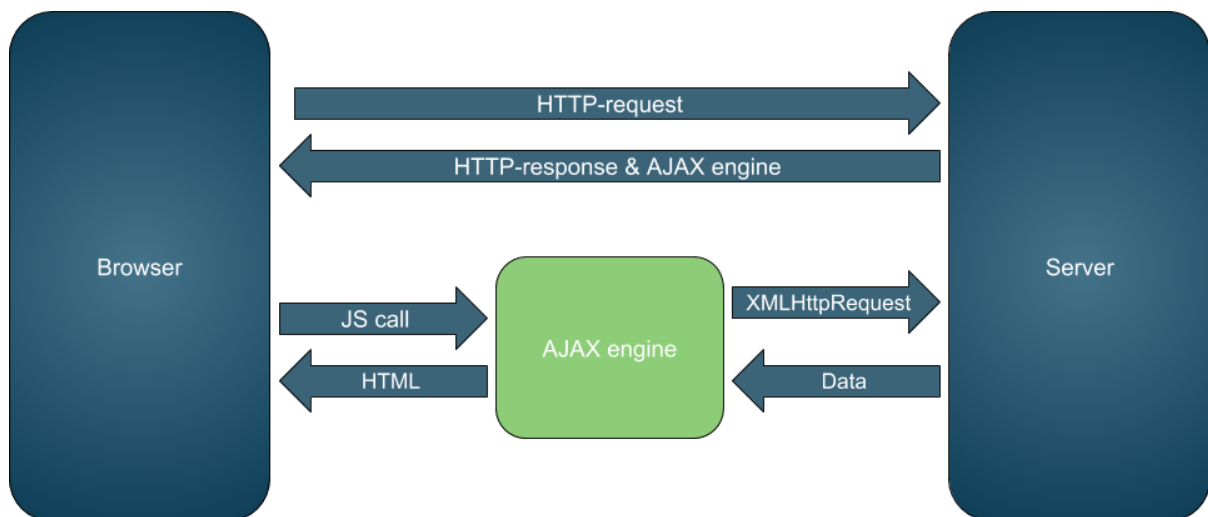 HTTP-request
HTTP-response & AJAX engine
Browser
Server
JS call
XMLHttpRequest
AJAX engine
HTML
Data